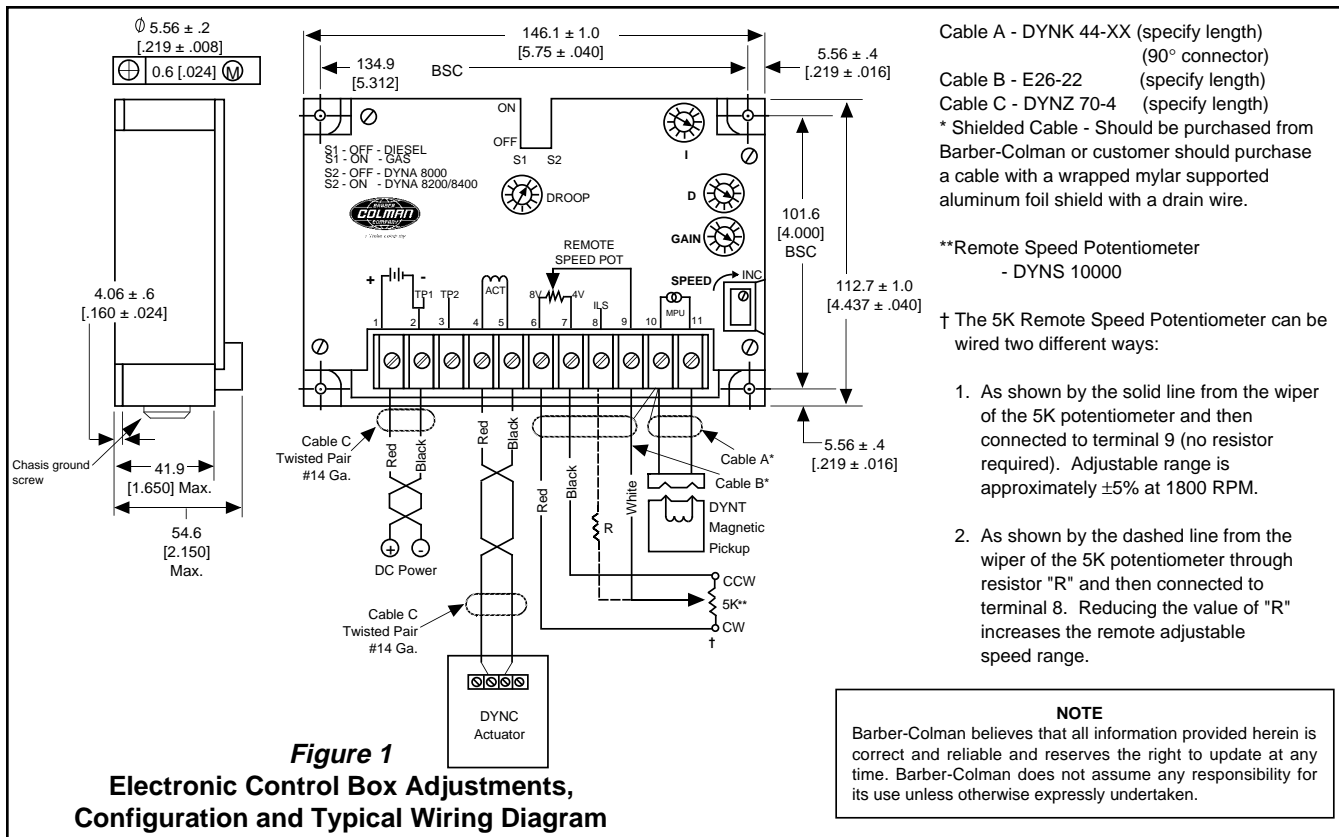 ∅ 5.56 ± .2
[.219 ± .008]
⌖ 0.6 [.024] Ⓜ
4.06 ± .6
[.160 ± .024]
Chasis ground
screw
41.9
[1.650] Max.
54.6
[2.150]
Max.
146.1 ± 1.0
[5.75 ± .040]
134.9
[5.312]
BSC
5.56 ± .4
[.219 ± .016]
ON
OFF
S1 S2
S1 - OFF - DIESEL
S1 - ON - GAS
S2 - OFF - DYNA 8000
S2 - ON - DYNA 8200/8400
BARBER
COLMAN
COMPANY
DROOP
I
D
GAIN
SPEED
INC
101.6
[4.000]
BSC
112.7 ± 1.0
[4.437 ± .040]
5.56 ± .4
[.219 ± .016]
REMOTE
SPEED POT
+ -
TP1 TP2
ACT
8V 4V
ILS
MPU
1 2 3 4 5 6 7 8 9 10 11
Cable C
Twisted Pair
#14 Ga.
Red
Black
+ -
DC Power
Red
Black
Cable C
Twisted Pair
#14 Ga.
DYNC
Actuator
Red
Black
R
White
Cable A*
Cable B*
DYNT
Magnetic
Pickup
CCW
5K**
CW
†
Figure 1
Electronic Control Box Adjustments,
Configuration and Typical Wiring Diagram
Cable A - DYNK 44-XX (specify length)
(90° connector)
Cable B - E26-22 (specify length)
Cable C - DYNZ 70-4 (specify length)
* Shielded Cable - Should be purchased from
Barber-Colman or customer should purchase
a cable with a wrapped mylar supported
aluminum foil shield with a drain wire.
**Remote Speed Potentiometer
- DYNS 10000
† The 5K Remote Speed Potentiometer can be
wired two different ways:
1. As shown by the solid line from the wiper
of the 5K potentiometer and then
connected to terminal 9 (no resistor
required). Adjustable range is
approximately ±5% at 1800 RPM.
2. As shown by the dashed line from the
wiper of the 5K potentiometer through
resistor "R" and then connected to
terminal 8. Reducing the value of "R"
increases the remote adjustable
speed range.
NOTE
Barber-Colman believes that all information provided herein is
correct and reliable and reserves the right to update at any
time. Barber-Colman does not assume any responsibility for
its use unless otherwise expressly undertaken.